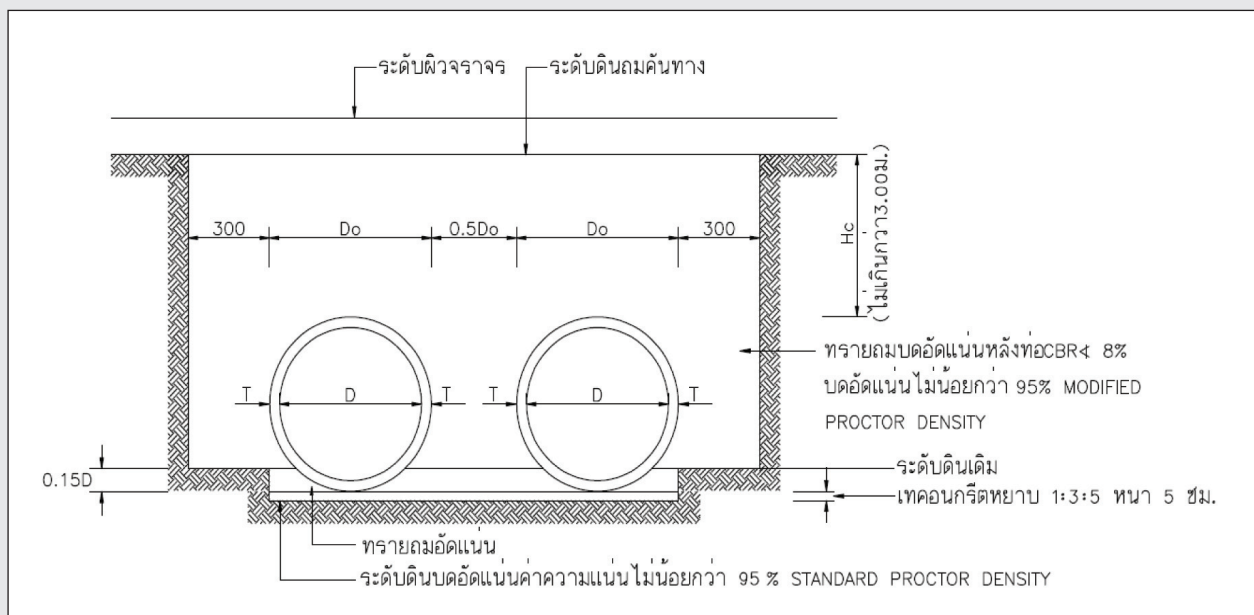 ระดับผิวจราจร
ระดับดินถมคันทาง
300
Do
0.5Do
Do
300
Hc
(ไม่เกินกว่า3.00ม.)
ทรายถมบดอัดแน่นหลังท่อCBR≮ 8%
บดอัดแน่นไม่น้อยกว่า 95% MODIFIED
PROCTOR DENSITY
T
D
T
T
D
T
0.15D
ระดับดินเดิม
เทคอนกรีตหยาบ 1:3:5 หนา 5 ซม.
ทรายถมอัดแน่น
ระดับดินบดอัดแน่นค่าความแน่นไม่น้อยกว่า 95 % STANDARD PROCTOR DENSITY